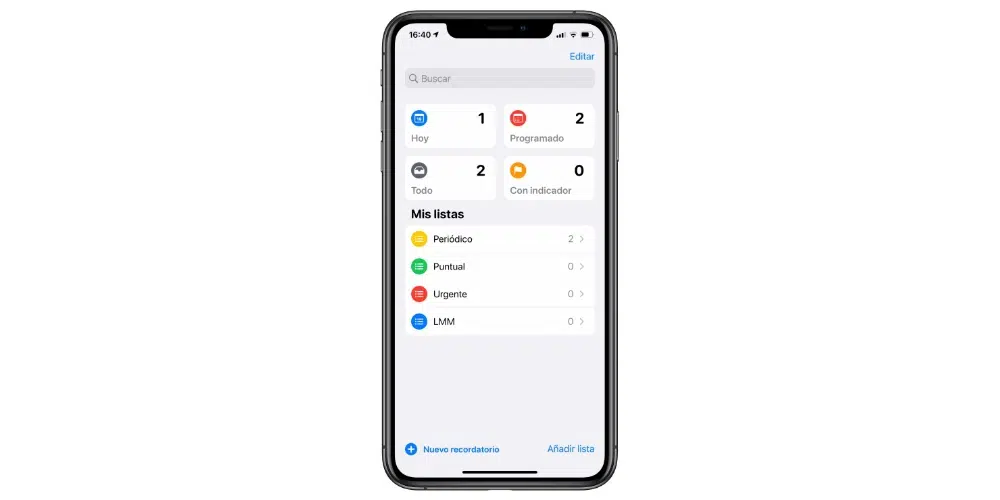 16:40
Editar
Buscar
1
2
Hoy
Programado
2
0
Todo
Con indicador
Mis listas
Periódico 2
Puntual 0
Urgente 0
LMM 0
Nuevo recordatorio
Añadir lista